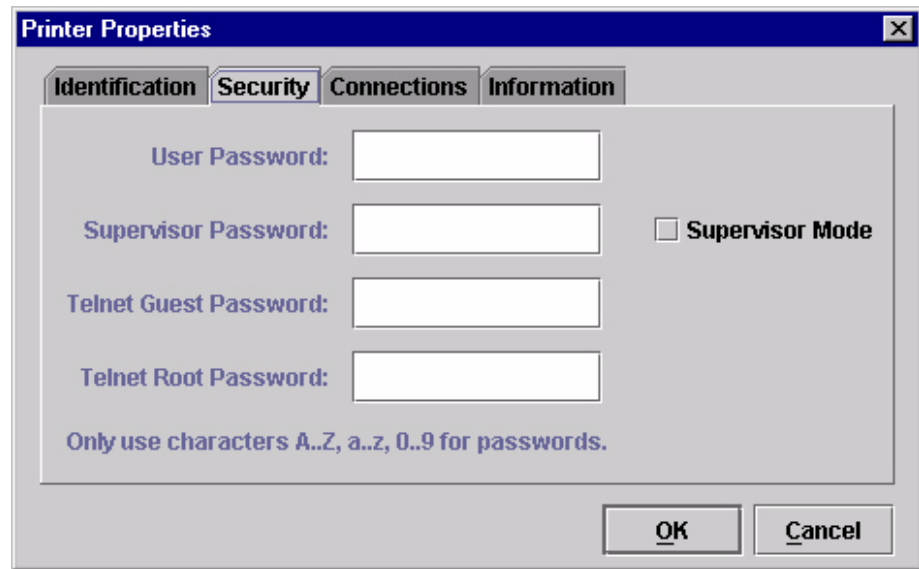 Printer Properties
Identification Security Connections Information
User Password:
Supervisor Password:
Supervisor Mode
Telnet Guest Password:
Telnet Root Password:
Only use characters A..Z, a..z, 0..9 for passwords.
OK Cancel